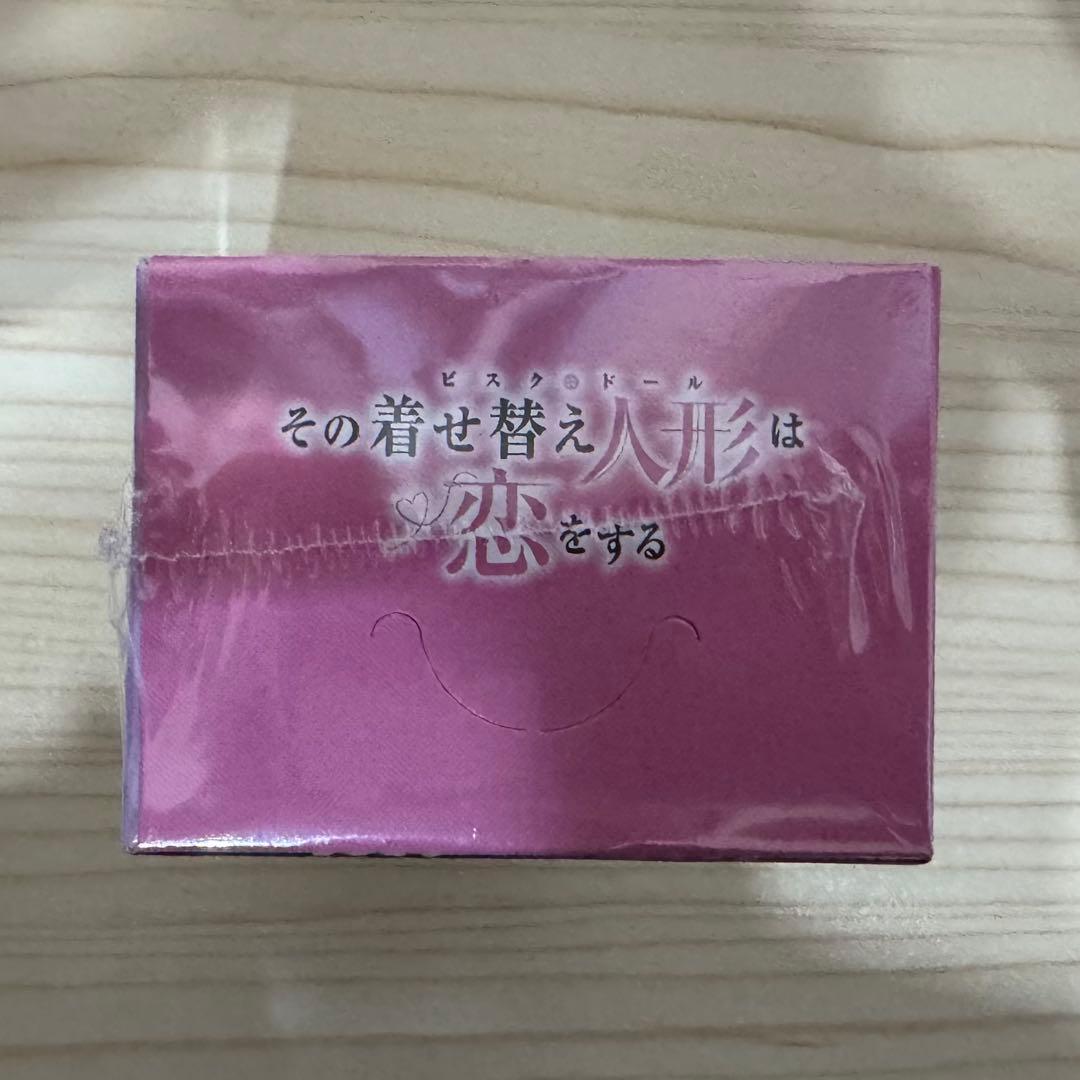 ビスク・ドール
その着せ替え人形は
恋をする